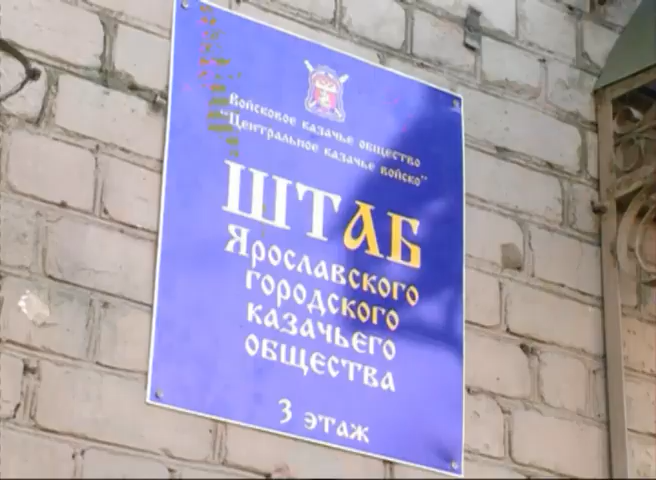 Войсковое казачье общество
"Центральное казачье войско"
ШТАБ
Ярославского
городского
казачьего
общества
3 этаж